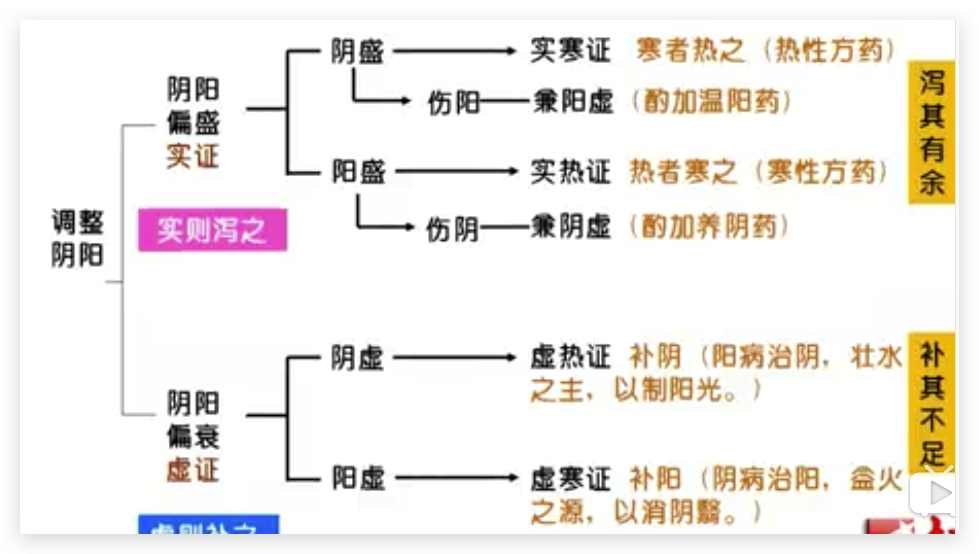 调整
阴阳
阴阳
偏盛
实证
实则泻之
阴盛
实寒证 寒者热之（热性方药）
伤阳
兼阳虚（酌加温阳药）
阳盛
实热证 热者寒之（寒性方药）
伤阴
兼阴虚（酌加养阴药）
泻其有余
阴阳
偏衰
虚证
虚则补之
阴虚
虚热证 补阴（阳病治阴，壮水
之主，以制阳光。）
阳虚
虚寒证 补阳（阴病治阳，益火
之源，以消阴翳。）
补其不足